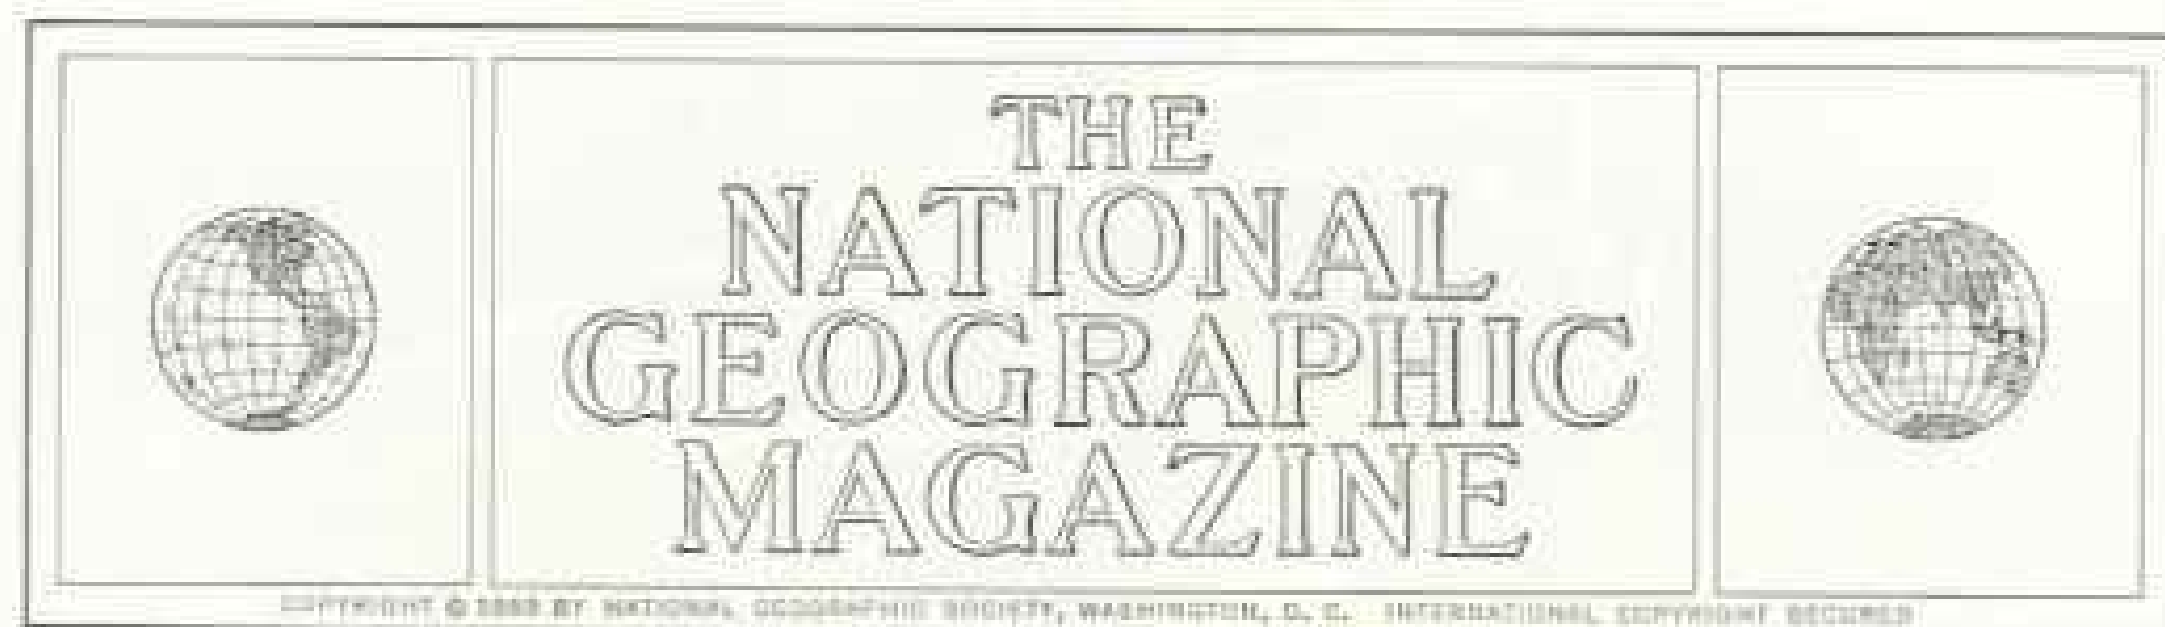 THE
NATIONAL
GEOGRAPHIC
MAGAZINE
COPYRIGHT © BY NATIONAL GEOGRAPHIC SOCIETY, WASHINGTON, D. C. INTERNATIONAL COPYRIGHT SECURED